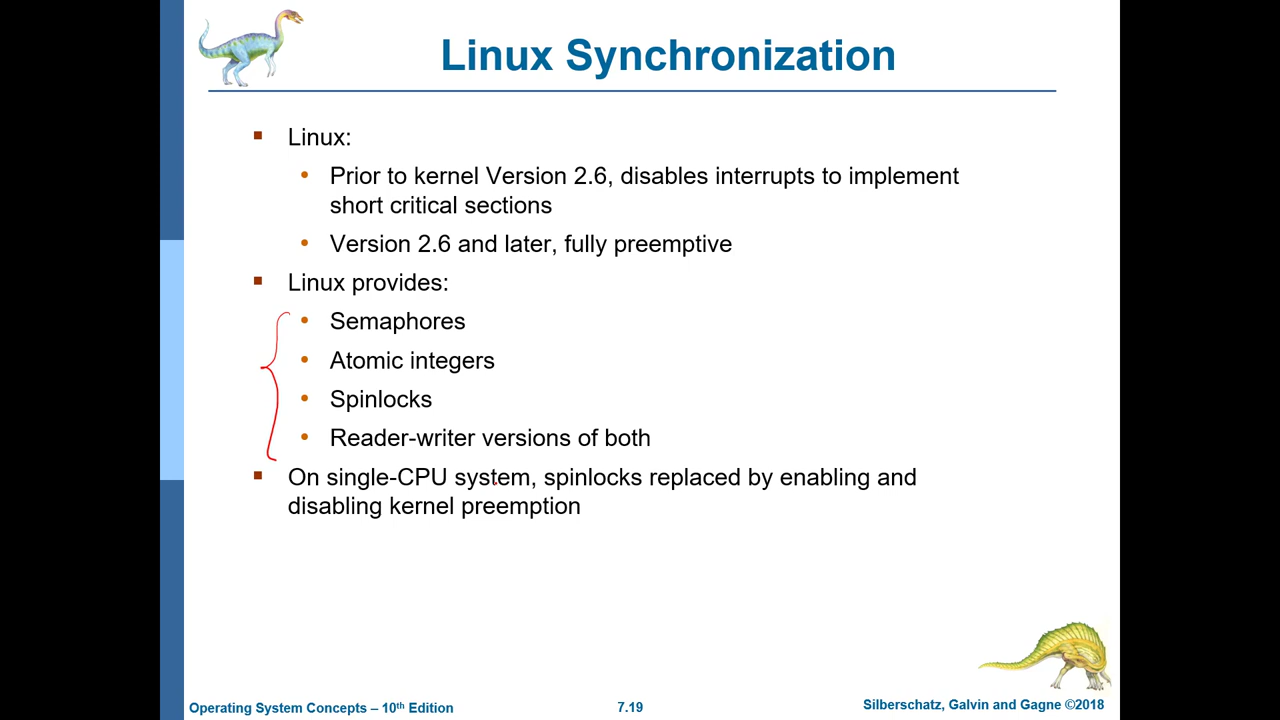 Linux Synchronization
Linux:
Prior to kernel Version 2.6, disables interrupts to implement
short critical sections
Version 2.6 and later, fully preemptive
Linux provides:
Semaphores
Atomic integers
Spinlocks
Reader-writer versions of both
On single-CPU system, spinlocks replaced by enabling and
disabling kernel preemption
Operating System Concepts – 10th Edition
7.19
Silberschatz, Galvin and Gagne ©2018